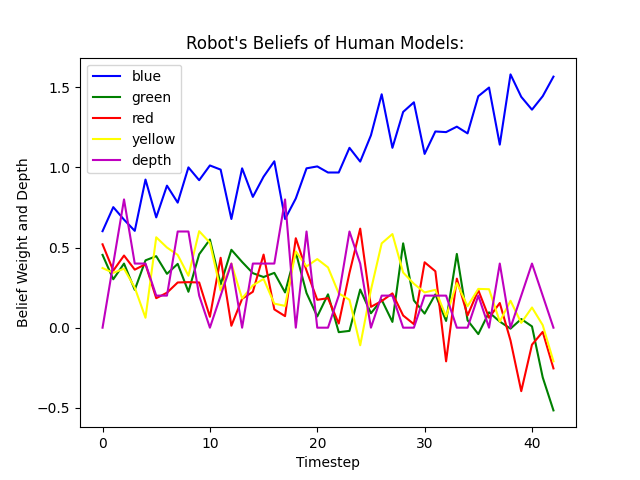 Robot's Beliefs of Human Models:
blue
green
red
yellow
depth
Belief Weight and Depth
1.5
1.0
0.5
0.0
−0.5
0
10
20
30
40
Timestep